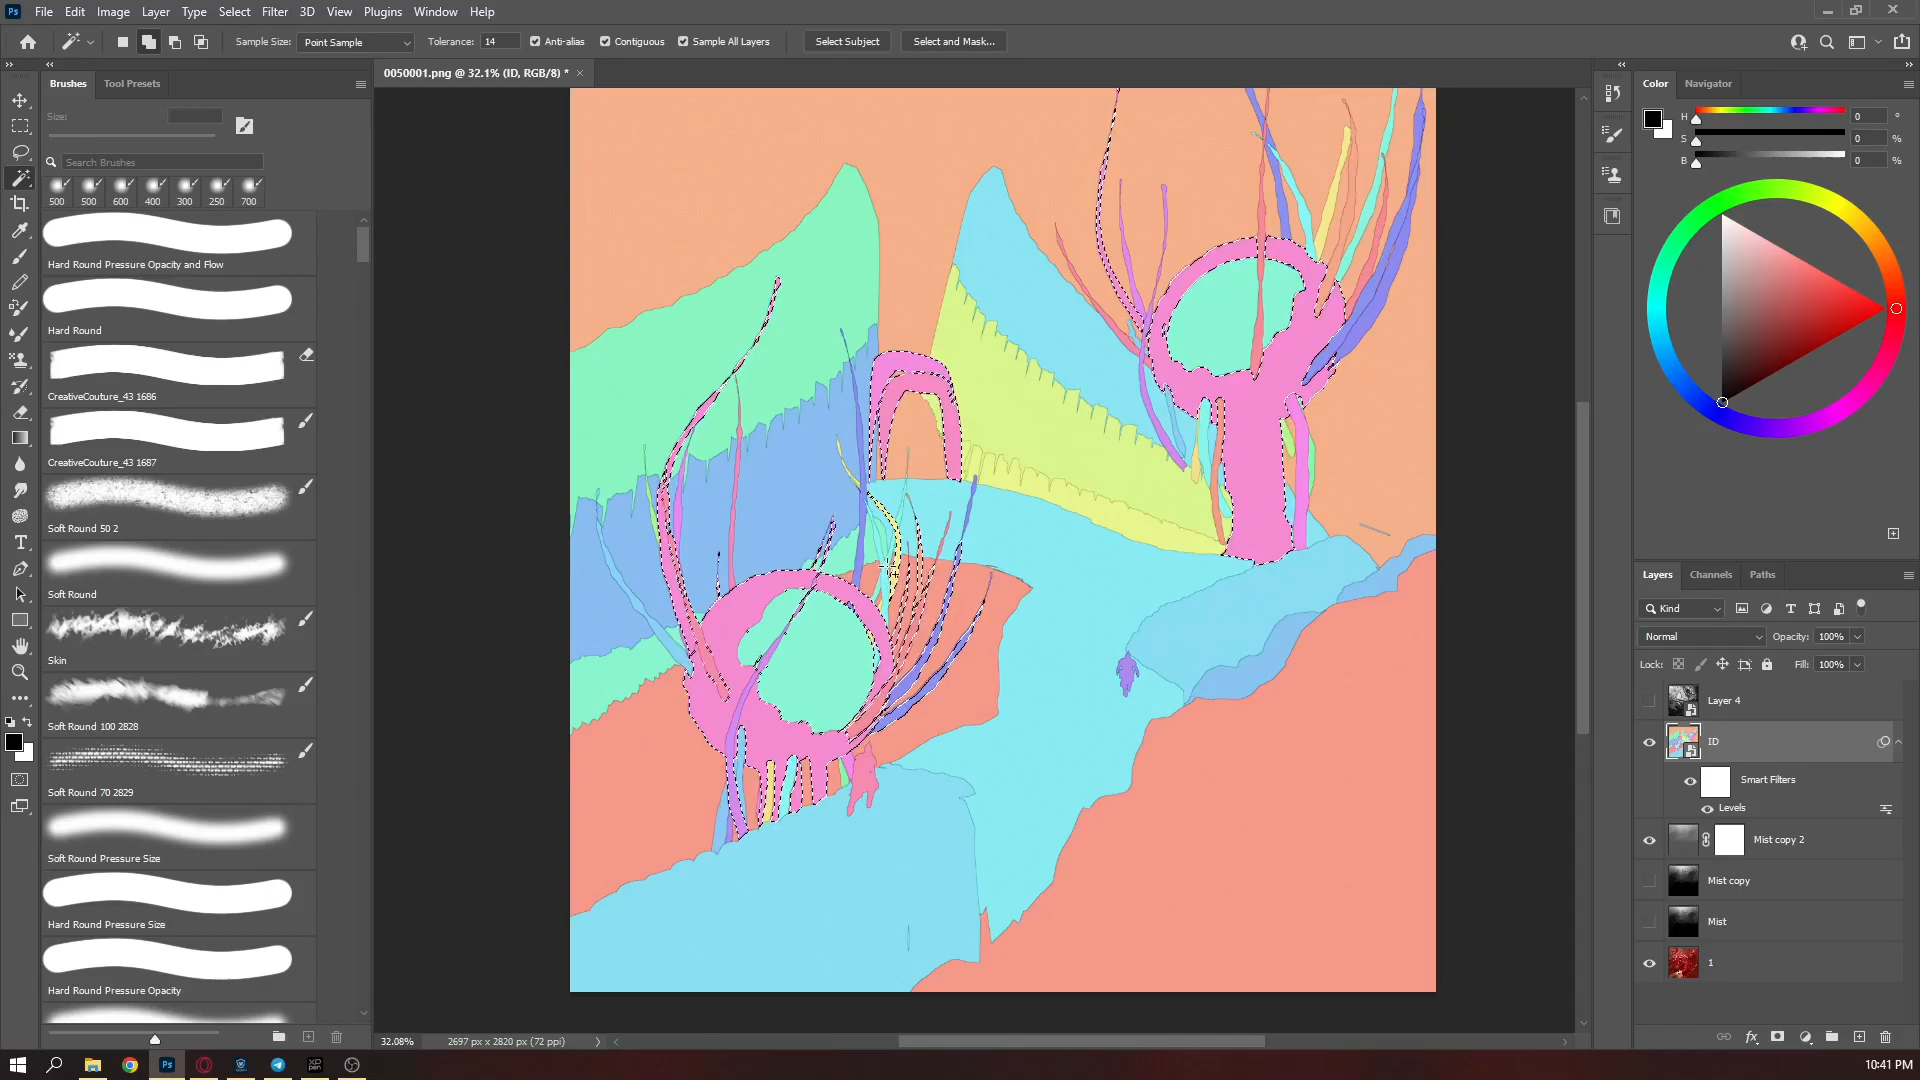 Ps File Edit Image Layer Type Select Filter 3D View Plugins Window Help
Sample Size: Point Sample Tolerance: 14 Anti-alias Contiguous Sample All Layers Select Subject Select and Mask...
Brushes Tool Presets
0050001.png @ 32.1% (ID, RGB/8) * ×
Color Navigator
Size:
H 0 °
S 0 %
B 0 %
Search Brushes
500 500 600 400 300 250 700
Hard Round Pressure Opacity and Flow
Hard Round
CreativeCouture_43 1686
CreativeCouture_43 1687
Soft Round 50 2
Soft Round
Skin
Soft Round 100 2828
Soft Round 70 2829
Soft Round Pressure Size
Hard Round Pressure Size
Hard Round Pressure Opacity
Layers Channels Paths
Kind
Normal Opacity: 100%
Lock: Fill: 100%
Layer 4
ID
Smart Filters
Levels
Mist copy 2
Mist copy
Mist
1
32.08% 2697 px x 2820 px (72 ppi)
Ps XP PEN 10:41 PM